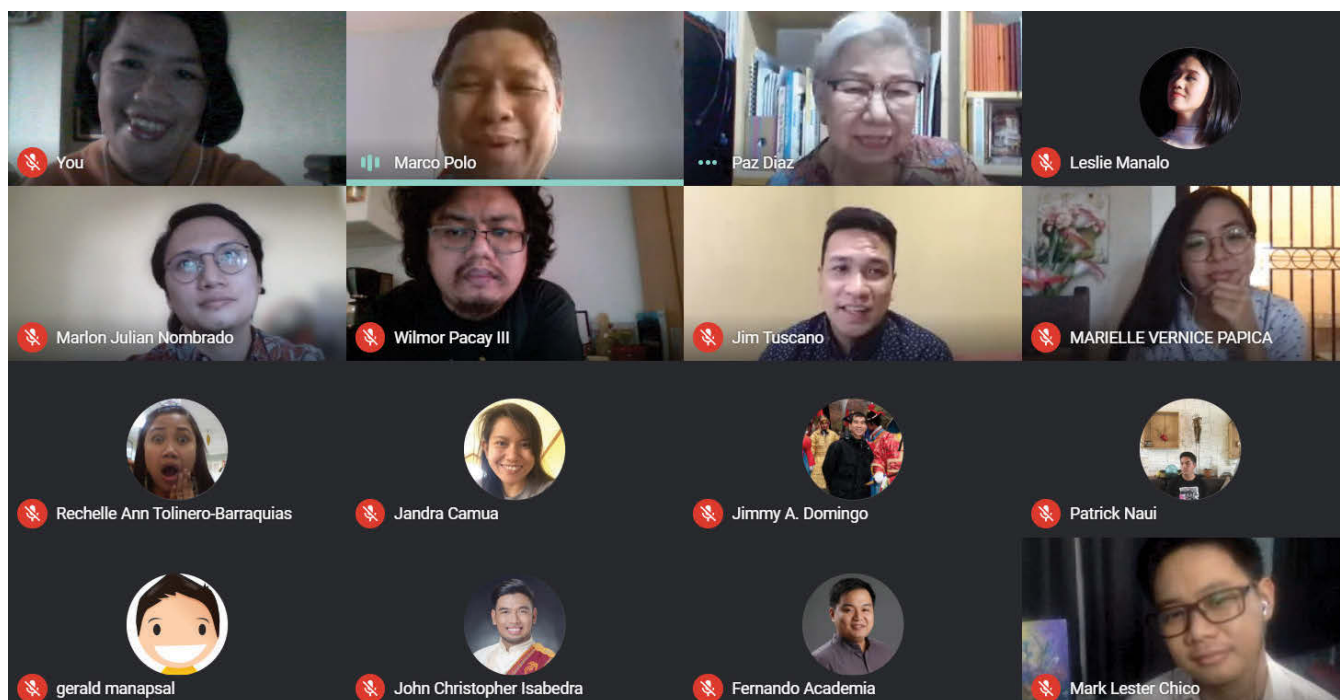 You
Marco Polo
Paz Diaz
Leslie Manalo
Marlon Julian Nombrado
Wilmor Pacay III
Jim Tuscano
MARIELLE VERNICE PAPICA
Rechelle Ann Tolinero-Barraquias
Jandra Camua
Jimmy A. Domingo
Patrick Naui
gerald manapsal
John Christopher Isabedra
Fernando Academia
Mark Lester Chico